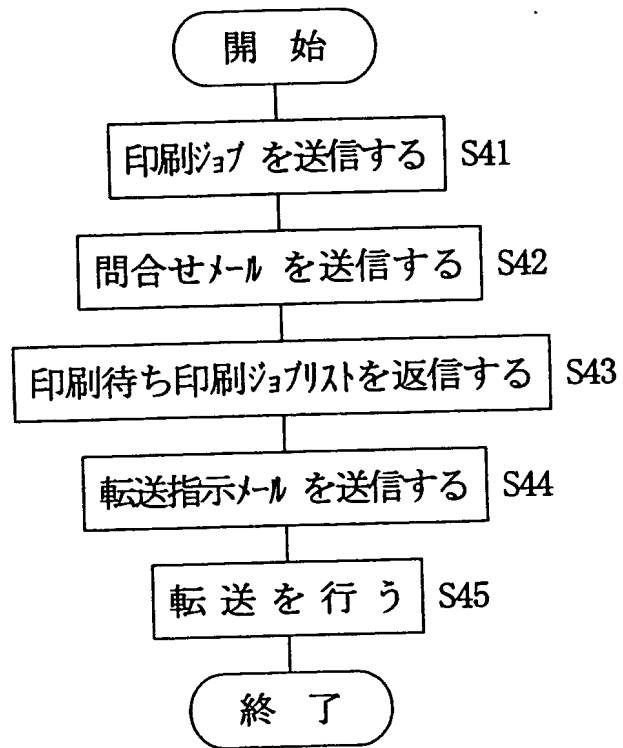 開 始
印刷ｼﾞｮﾌﾞ を送信する S41
問合せﾒｰﾙ を送信する S42
印刷待ち印刷ｼﾞｮﾌﾞﾘｽﾄを返信する S43
転送指示ﾒｰﾙ を送信する S44
転 送 を 行 う S45
終 了